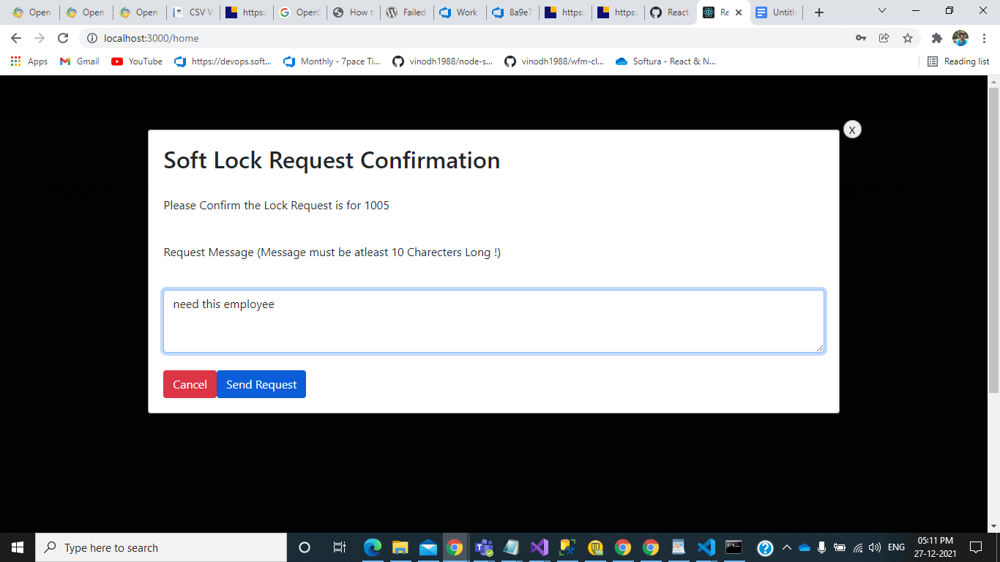 Open
Open
Open
CSV V
https:/
OpenS
How t
Failed
Work
8a9e7
https:
https:
React-
Re
Untitl
localhost:3000/home
Apps
Gmail
YouTube
https://devops.soft...
Monthly - 7pace Ti...
vinodh1988/node-s...
vinodh1988/wfm-cl...
Softura - React & N...
Reading list
x
Soft Lock Request Confirmation
Please Confirm the Lock Request is for 1005
Request Message (Message must be atleast 10 Charecters Long !)
need this employee
Cancel Send Request
Type here to search
ENG
05:11 PM
27-12-2021